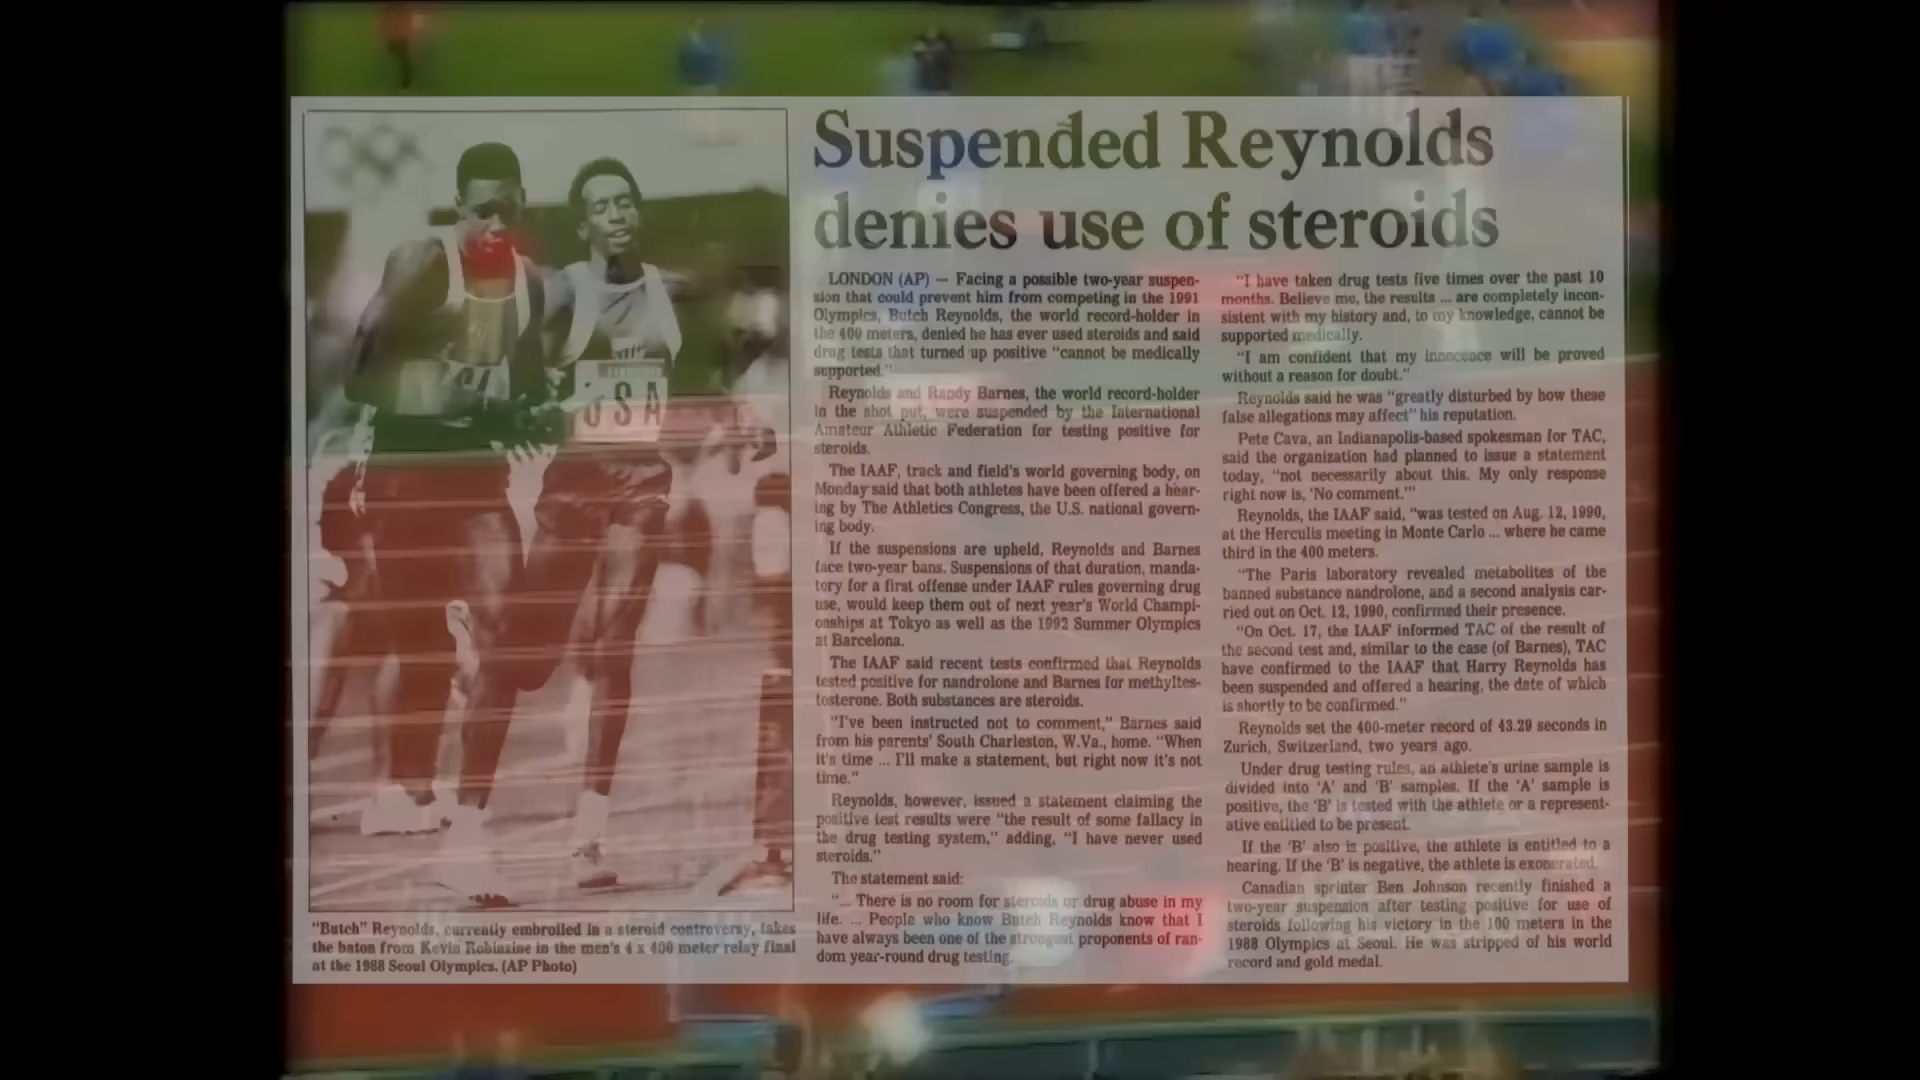 Suspended Reynolds
denies use of steroids
LONDON (AP) — Facing a possible two-year suspen-
sion that could prevent him from competing in the 1991
Olympics, Butch Reynolds, the world record-holder in
the 400 meters, denied he has ever used steroids and said
drug tests that turned up positive "cannot be medically
supported."
Reynolds and Randy Barnes, the world record-holder
in the shot put, were suspended by the International
Amateur Athletic Federation for testing positive for
steroids.
The IAAF, track and field's world governing body, on
Monday said that both athletes have been offered a hear-
ing by The Athletics Congress, the U.S. national govern-
ing body.
If the suspensions are upheld, Reynolds and Barnes
face two-year bans. Suspensions of that duration, manda-
tory for a first offense under IAAF rules governing drug
use, would keep them out of next year's World Champi-
onships at Tokyo as well as the 1992 Summer Olympics
at Barcelona.
The IAAF said recent tests confirmed that Reynolds
tested positive for nandrolone and Barnes for methyltes-
tosterone. Both substances are steroids.
"I've been instructed not to comment," Barnes said
from his parents' South Charleston, W.Va., home. "When
it's time ... I'll make a statement, but right now it's not
time."
Reynolds, however, issued a statement claiming the
positive test results were "the result of some fallacy in
the drug testing system," adding, "I have never used
steroids."
The statement said:
"... There is no room for steroids or drug abuse in my
life. ... People who know Butch Reynolds know that I
have always been one of the strongest proponents of ran-
dom year-round drug testing.
"I have taken drug tests five times over the past 10
months. Believe me, the results ... are completely incon-
sistent with my history and, to my knowledge, cannot be
supported medically.
"I am confident that my innocence will be proved
without a reason for doubt."
Reynolds said he was "greatly disturbed by how these
false allegations may affect" his reputation.
Pete Cava, an Indianapolis-based spokesman for TAC,
said the organization had planned to issue a statement
today, "not necessarily about this. My only response
right now is, 'No comment.'"
Reynolds, the IAAF said, "was tested on Aug. 12, 1990,
at the Herculis meeting in Monte Carlo ... where he came
third in the 400 meters.
"The Paris laboratory revealed metabolites of the
banned substance nandrolone, and a second analysis car-
ried out on Oct. 12, 1990, confirmed their presence.
"On Oct. 17, the IAAF informed TAC of the result of
the second test and, similar to the case (of Barnes), TAC
have confirmed to the IAAF that Harry Reynolds has
been suspended and offered a hearing, the date of which
is shortly to be confirmed."
Reynolds set the 400-meter record of 43.29 seconds in
Zurich, Switzerland, two years ago.
Under drug testing rules, an athlete's urine sample is
divided into 'A' and 'B' samples. If the 'A' sample is
positive, the 'B' is tested with the athlete or a represent-
ative entitled to be present.
If the 'B' also is positive, the athlete is entitled to a
hearing. If the 'B' is negative, the athlete is exonerated.
Canadian sprinter Ben Johnson recently finished a
two-year suspension after testing positive for use of
steroids following his victory in the 100 meters in the
1988 Olympics at Seoul. He was stripped of his world
record and gold medal.
USA
"Butch" Reynolds, currently embroiled in a steroid controversy, takes
the baton from Kevin Robinzine in the men's 4 x 400 meter relay final
at the 1988 Seoul Olympics. (AP Photo)